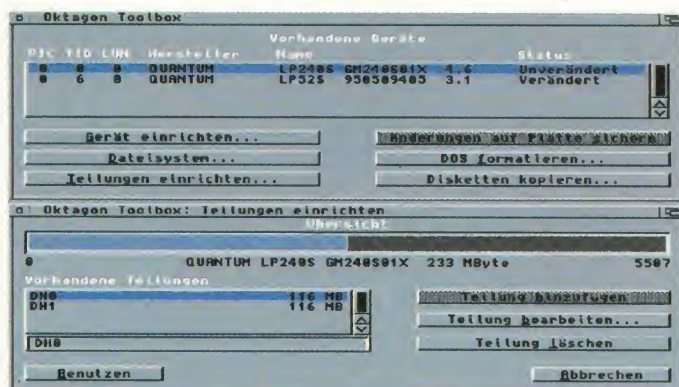 Oktagon Toolbox
Vorhandene Geräte
PIC TID LUN Hersteller Name Status
0 0 0 QUANTUM LP240S GM240S01X 4.6 Unverändert
0 6 0 QUANTUM LP52S 950509405 3.1 Verändert
Gerät einrichten... Änderungen auf Platte sichern
Dateisystem... DOS formatieren...
Teilungen einrichten... Disketten kopieren...
Oktagon Toolbox: Teilungen einrichten
Übersicht
0 QUANTUM LP240S GM240S01X 233 MByte 5507
Vorhandene Teilungen
DH0 116 MB Teilung hinzufügen
DH1 116 MB Teilung bearbeiten...
DH0 Teilung löschen
Benutzen Abbrechen